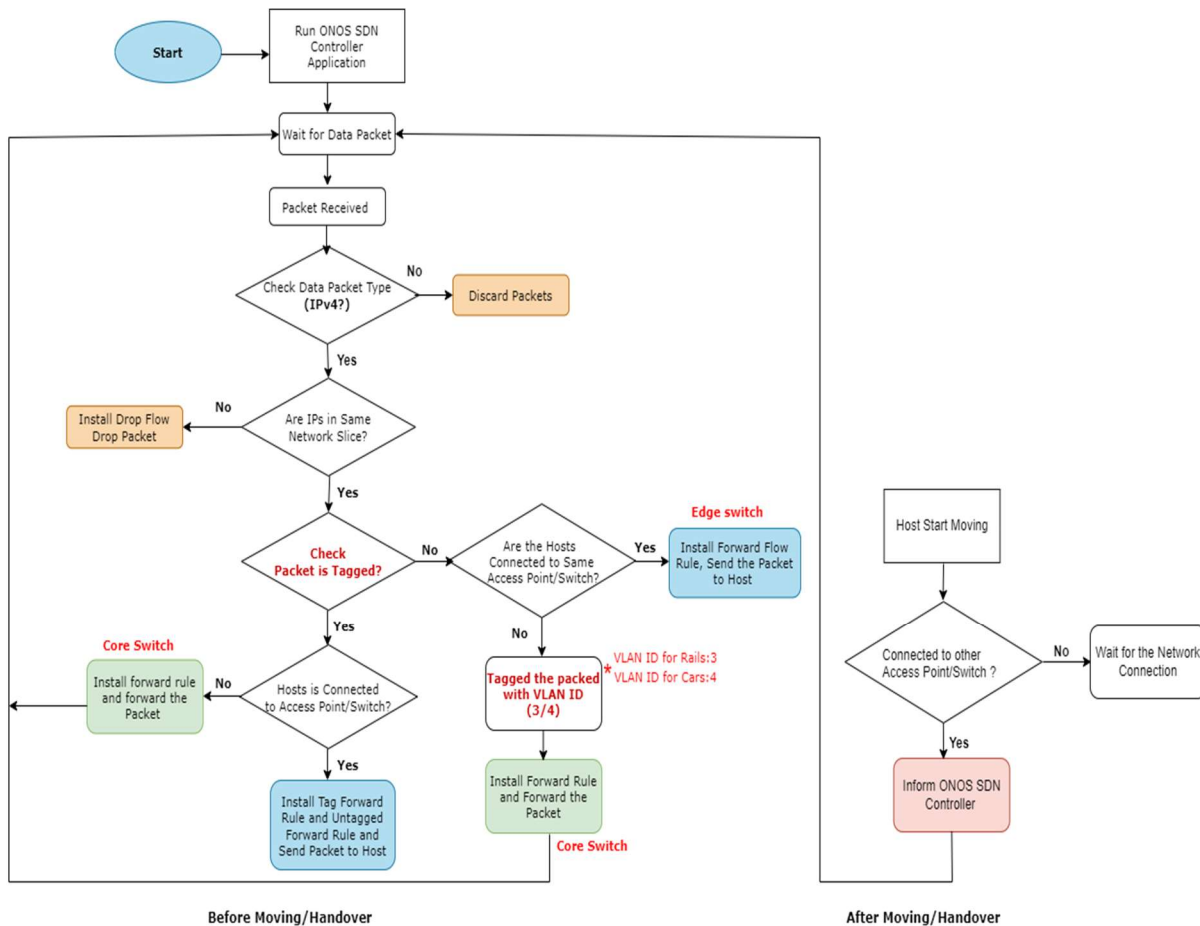 Start
Run ONOS SDN
Controller
Application
Wait for Data Packet
Packet Received
Check Data Packet Type
(IPv4?)
No
Discard Packets
Yes
Are IPs in Same
Network Slice?
No
Install Drop Flow
Drop Packet
Yes
Check
Packet is Tagged?
No
Are the Hosts
Connected to Same
Access Point/Switch?
Yes
Edge switch
Install Forward Flow
Rule, Send the Packet
to Host
No
Tagged the packed
with VLAN ID
(3/4)
* VLAN ID for Rails:3
VLAN ID for Cars:4
Install Forward Rule
and Forward the
Packet
Core Switch
Yes
Hosts is Connected
to Access Point/Switch?
No
Core Switch
Install forward rule
and forward the
Packet
Yes
Install Tag Forward
Rule and Untagged
Forward Rule and
Send Packet to Host
Before Moving/Handover
Host Start Moving
Connected to other
Access Point/Switch ?
No
Wait for the Network
Connection
Yes
Inform ONOS SDN
Controller
After Moving/Handover